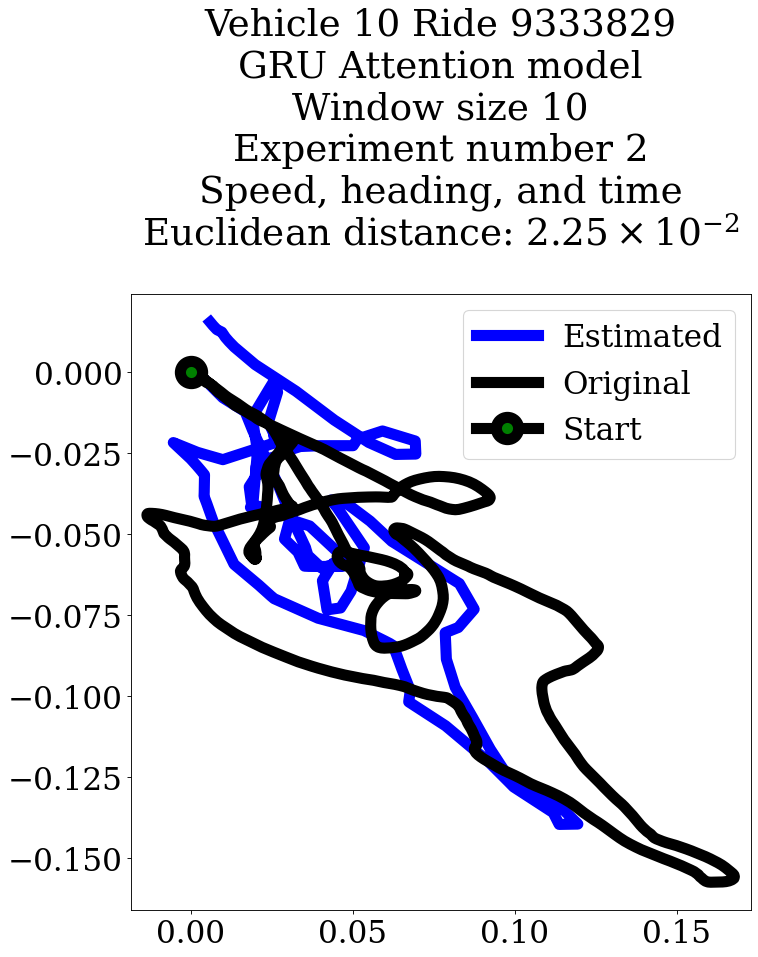 Vehicle 10 Ride 9333829
GRU Attention model
Window size 10
Experiment number 2
Speed, heading, and time
Euclidean distance: 2.25 × 10⁻²
Estimated
Original
Start
0.000
−0.025
−0.050
−0.075
−0.100
−0.125
−0.150
0.00 0.05 0.10 0.15